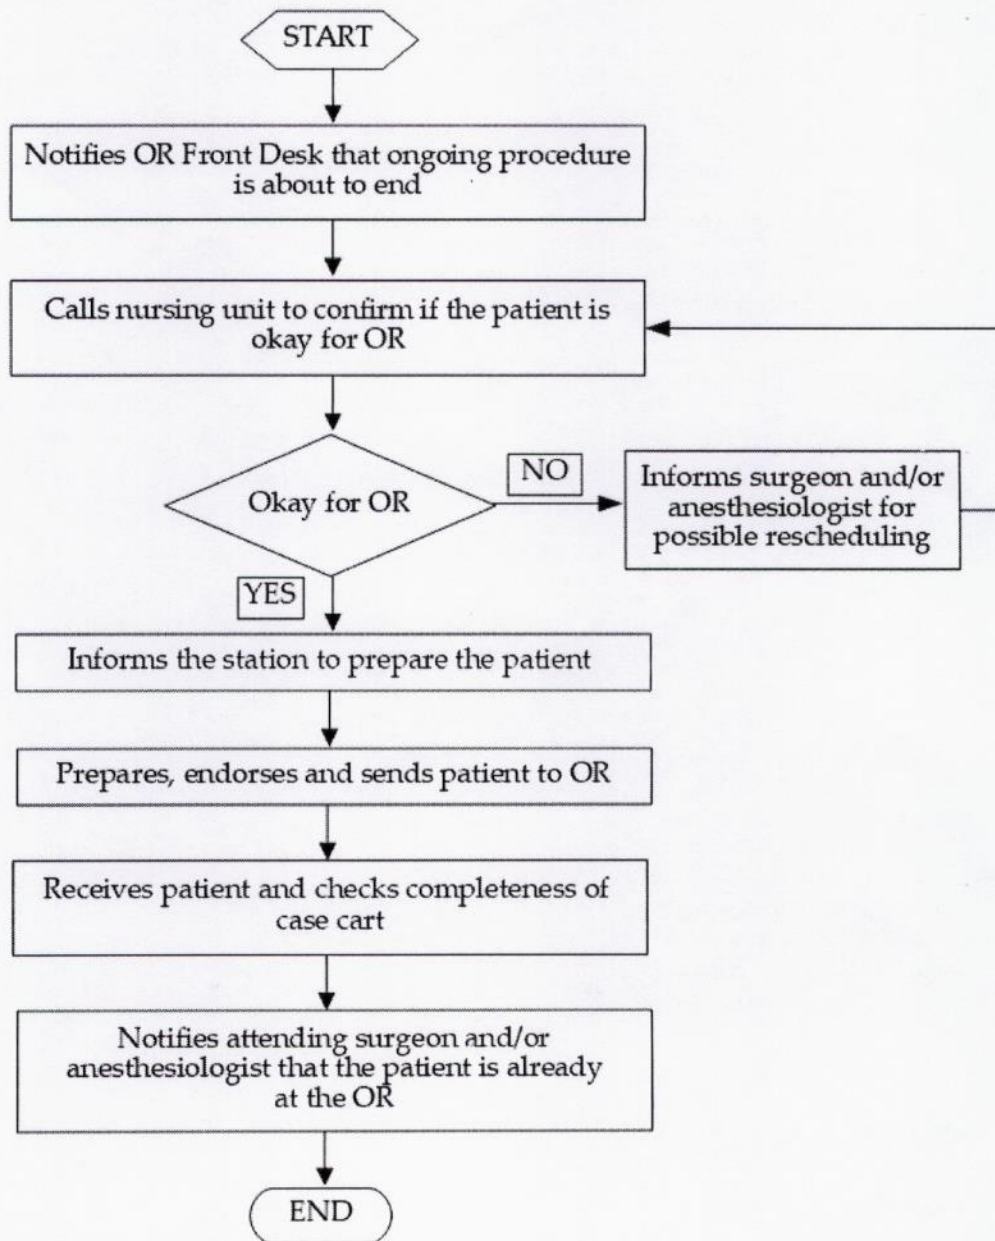 START
Notifies OR Front Desk that ongoing procedure
is about to end
Calls nursing unit to confirm if the patient is
okay for OR
Okay for OR
NO
Informs surgeon and/or
anesthesiologist for
possible rescheduling
YES
Informs the station to prepare the patient
Prepares, endorses and sends patient to OR
Receives patient and checks completeness of
case cart
Notifies attending surgeon and/or
anesthesiologist that the patient is already
at the OR
END